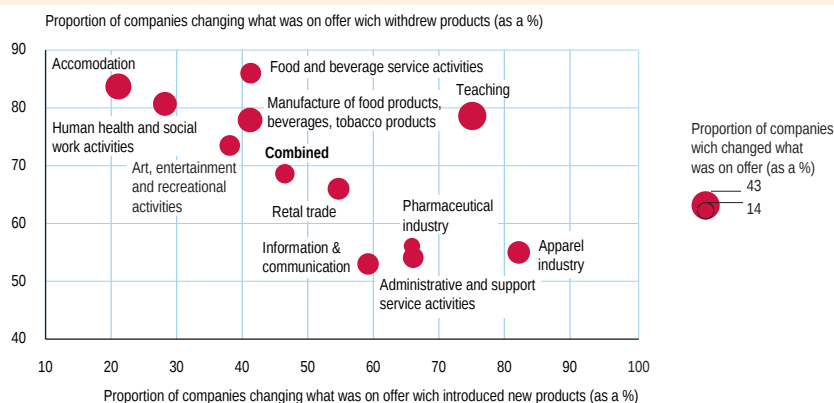 Proportion of companies changing what was on offer wich withdrew products (as a %)
90
80
70
60
50
40
Accomodation
Food and beverage service activities
Teaching
Manufacture of food products,
beverages, tobacco products
Human health and social
work activities
Combined
Art, entertainment
and recreational
activities
Retal trade
Pharmaceutical
industry
Information &
communication
Apparel
industry
Administrative and support
service activities
10 20 30 40 50 60 70 80 90 100
Proportion of companies changing what was on offer wich introduced new products (as a %)
Proportion of companies
wich changed what
was on offer (as a %)
43
14